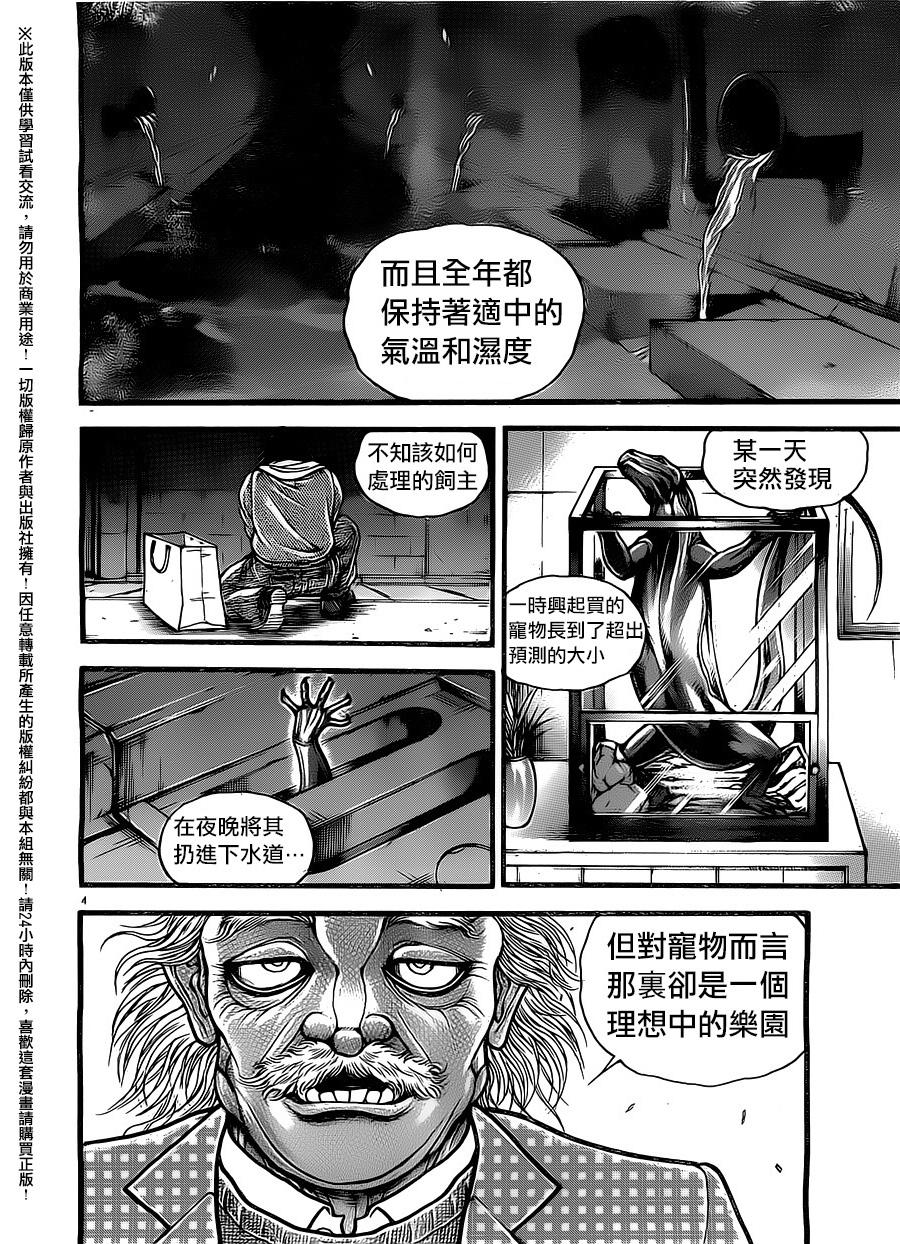 ※此版本僅供學習試看交流，請勿用於商業用途！一切版權歸原作者與出版社擁有！因任意轉載所產生的版權糾紛都與本組無關！請24小時內刪除，喜歡這套漫畫請購買正版！
而且全年都
保持著適中的
氣溫和濕度
某一天
突然發現
一時興起買的
寵物長到了超出
預測的大小
不知該如何
處理的飼主
在夜晚將其
扔進下水道…
4
但對寵物而言
那裏卻是一個
理想中的樂園